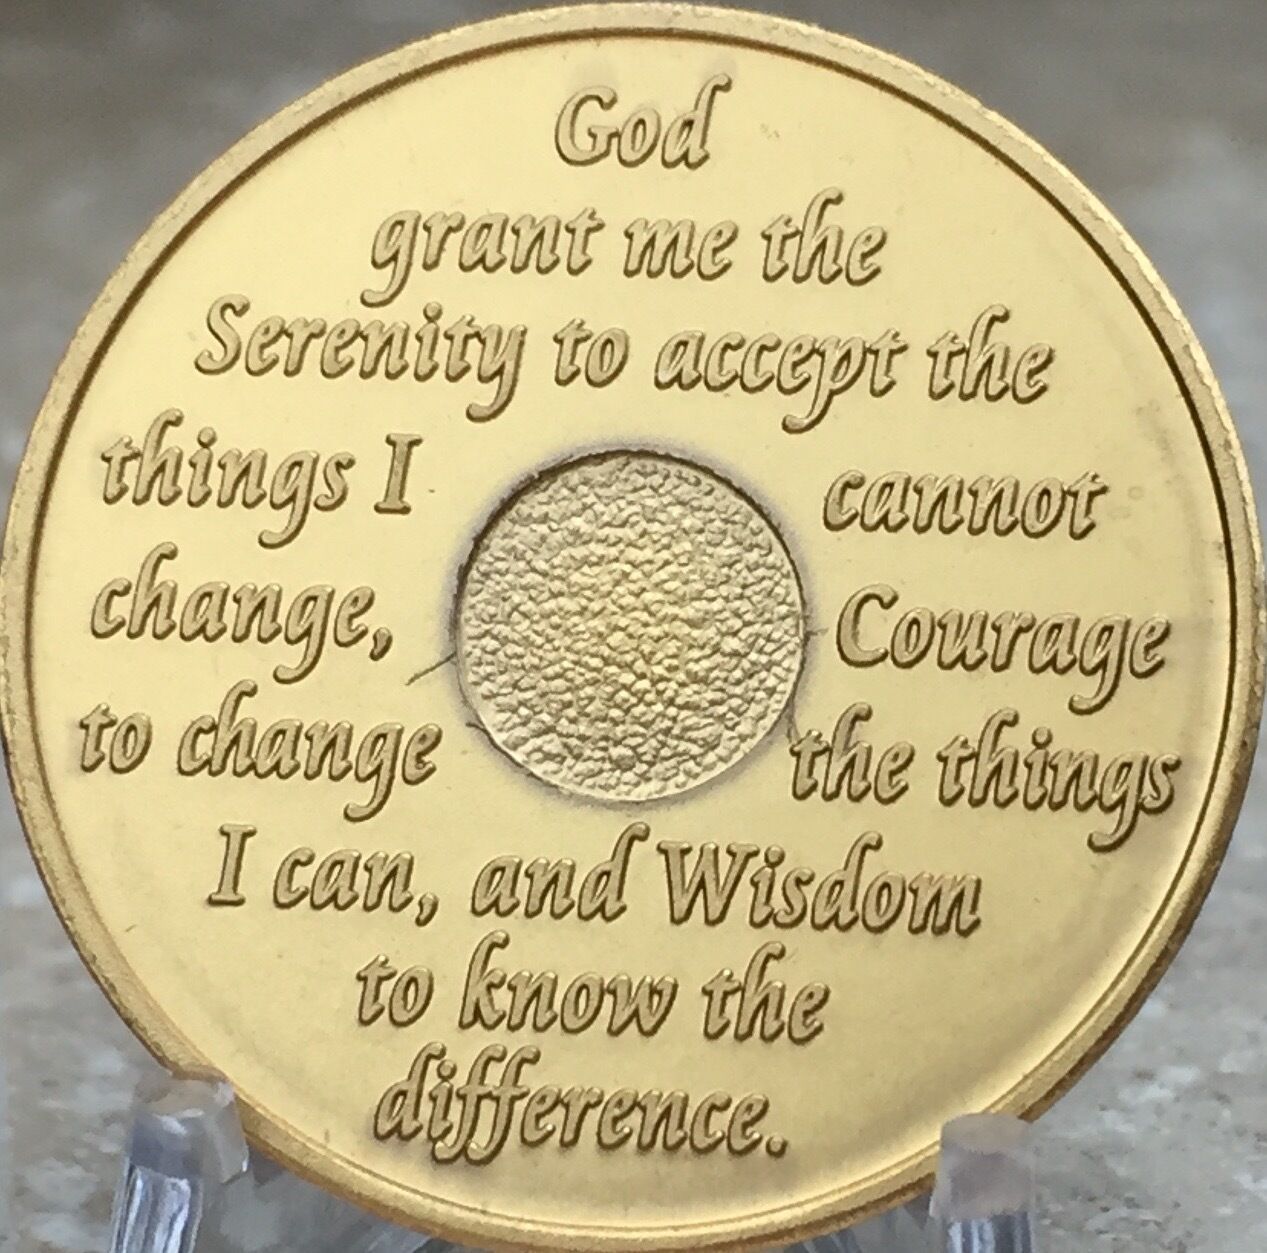 God
grant me the
Serenity to accept the
things I cannot
change, Courage
to change the things
I can, and Wisdom
to know the
difference.